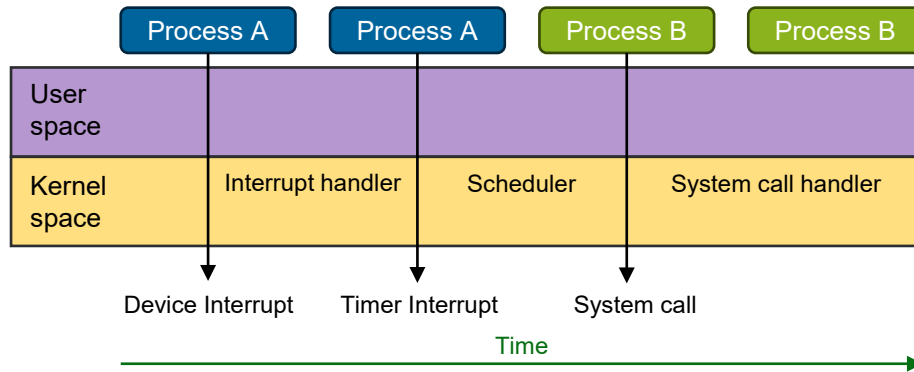 Process A
Process A
Process B
Process B
User
space
Kernel
space
Interrupt handler
Scheduler
System call handler
Device Interrupt
Timer Interrupt
System call
Time